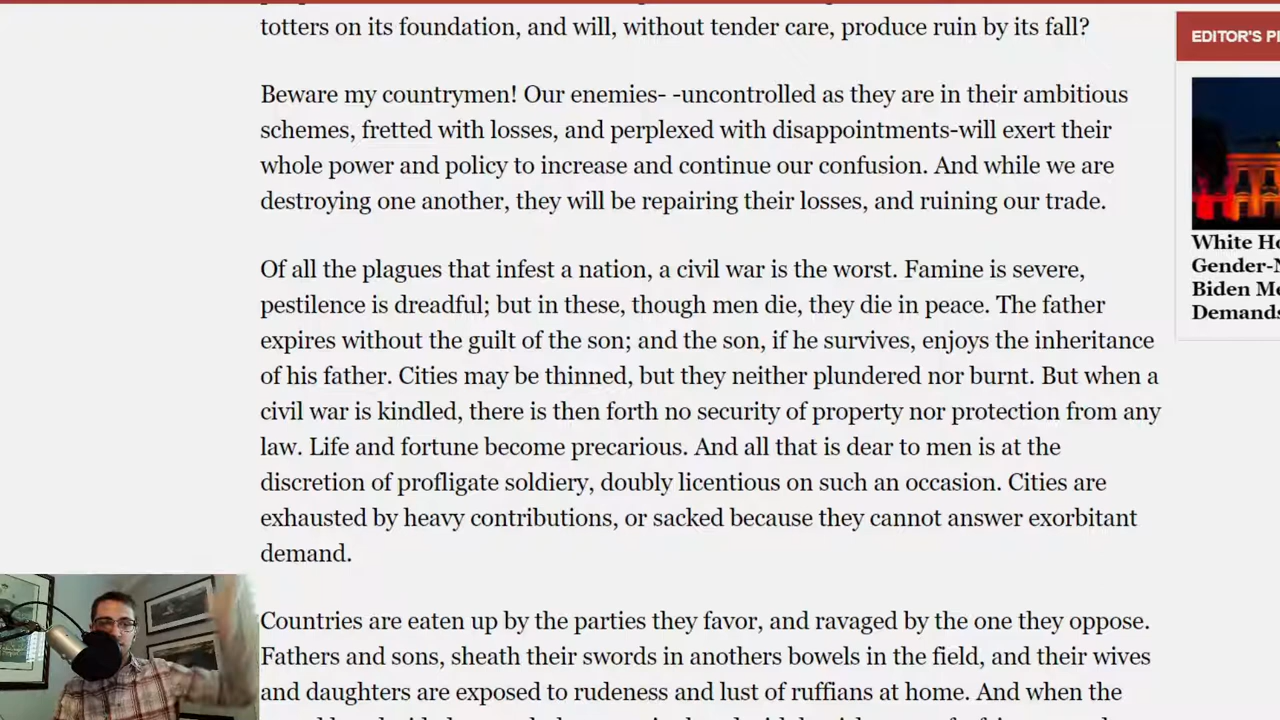 totters on its foundation, and will, without tender care, produce ruin by its fall?
Beware my countrymen! Our enemies- -uncontrolled as they are in their ambitious
schemes, fretted with losses, and perplexed with disappointments-will exert their
whole power and policy to increase and continue our confusion. And while we are
destroying one another, they will be repairing their losses, and ruining our trade.
Of all the plagues that infest a nation, a civil war is the worst. Famine is severe,
pestilence is dreadful; but in these, though men die, they die in peace. The father
expires without the guilt of the son; and the son, if he survives, enjoys the inheritance
of his father. Cities may be thinned, but they neither plundered nor burnt. But when a
civil war is kindled, there is then forth no security of property nor protection from any
law. Life and fortune become precarious. And all that is dear to men is at the
discretion of profligate soldiery, doubly licentious on such an occasion. Cities are
exhausted by heavy contributions, or sacked because they cannot answer exorbitant
demand.
Countries are eaten up by the parties they favor, and ravaged by the one they oppose.
Fathers and sons, sheath their swords in anothers bowels in the field, and their wives
and daughters are exposed to rudeness and lust of ruffians at home. And when the
EDITOR'S
White
Gender-
Biden
Demands